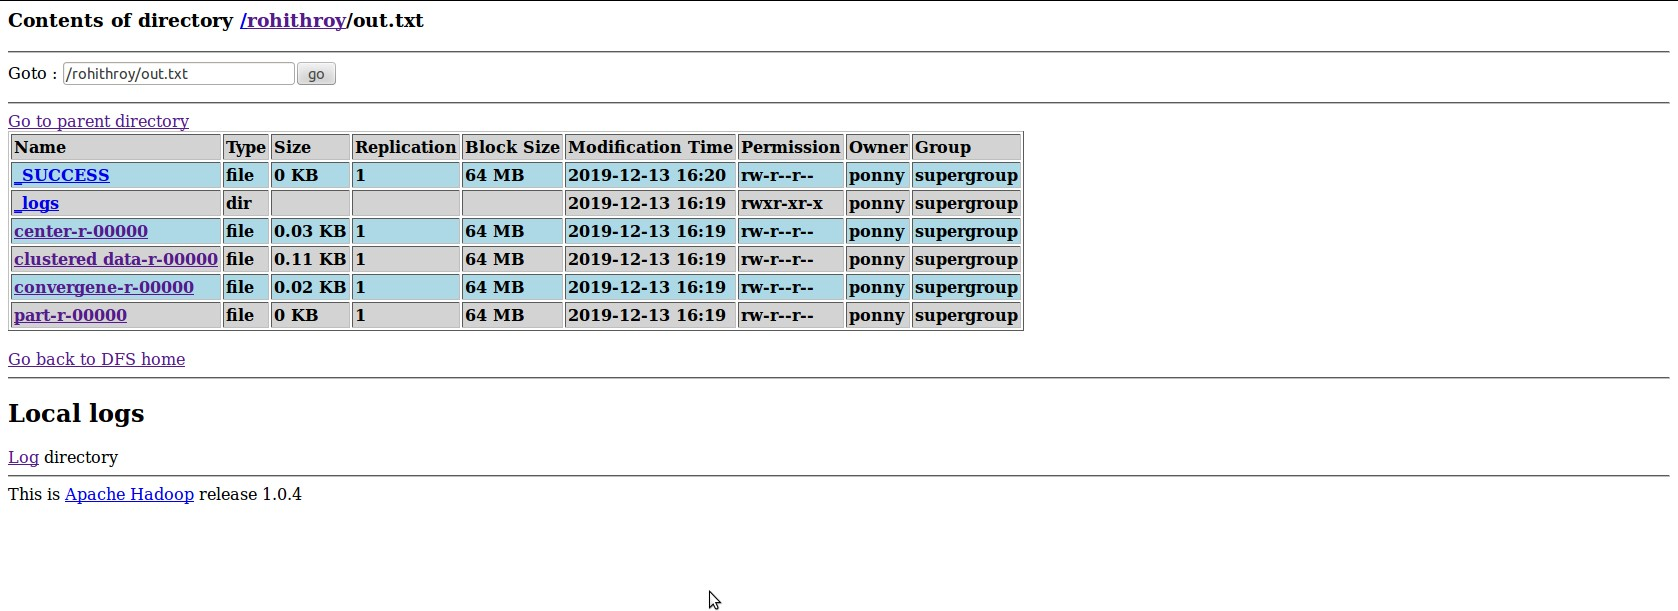 Contents of directory /rohithroy/out.txt
Goto : /rohithroy/out.txt go
Go to parent directory
Name Type Size Replication Block Size Modification Time Permission Owner Group
_SUCCESS file 0 KB 1 64 MB 2019-12-13 16:20 rw-r--r-- ponny supergroup
_logs dir 2019-12-13 16:19 rwxr-xr-x ponny supergroup
center-r-00000 file 0.03 KB 1 64 MB 2019-12-13 16:19 rw-r--r-- ponny supergroup
clustered data-r-00000 file 0.11 KB 1 64 MB 2019-12-13 16:19 rw-r--r-- ponny supergroup
convergene-r-00000 file 0.02 KB 1 64 MB 2019-12-13 16:19 rw-r--r-- ponny supergroup
part-r-00000 file 0 KB 1 64 MB 2019-12-13 16:19 rw-r--r-- ponny supergroup
Go back to DFS home
Local logs
Log directory
This is Apache Hadoop release 1.0.4